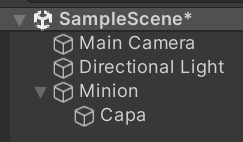 SampleScene*
Main Camera
Directional Light
Minion
Capa